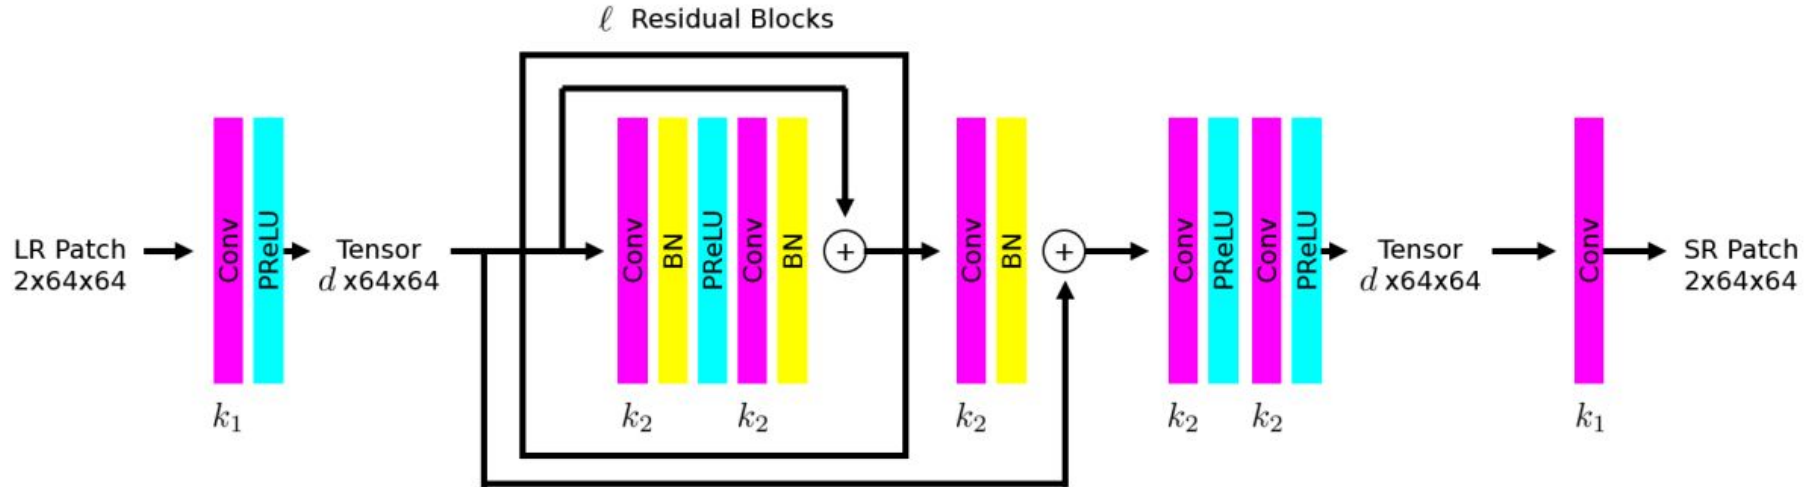 ℓ Residual Blocks
LR Patch
2x64x64
Conv
PReLU
k₁
Tensor
d x64x64
Conv
BN
PReLU
Conv
BN
k₂
k₂
+
Conv
BN
k₂
+
Conv
PReLU
Conv
PReLU
k₂
k₂
Tensor
d x64x64
Conv
k₁
SR Patch
2x64x64